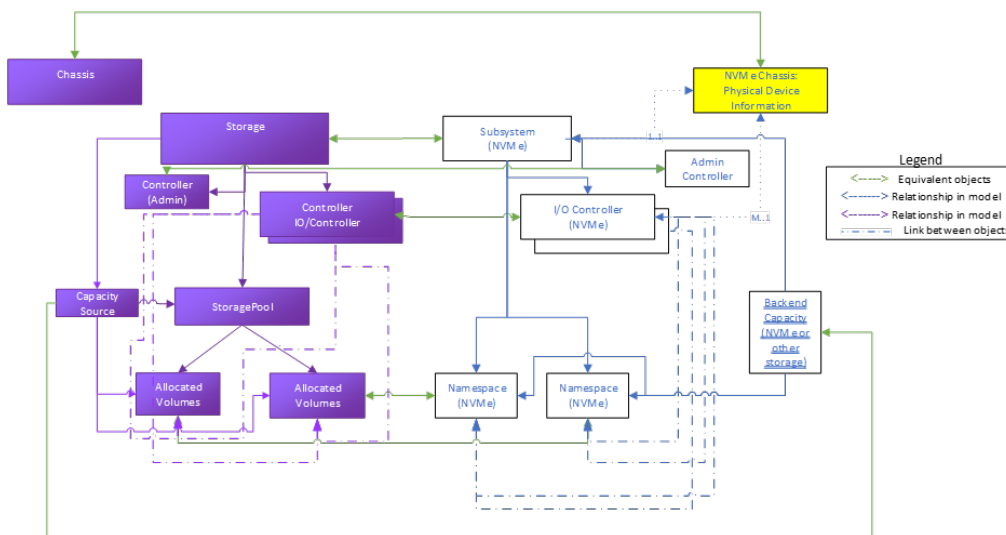 Chassis
NVMe Chassis:
Physical Device
Information
Storage
Subsystem
(NVMe)
1..1
Admin
Controller
Controller
(Admin)
Controller
IO/Controller
I/O Controller
(NVMe)
M..1
Legend
Equivalent objects
Relationship in model
Relationship in model
Link between objects
Capacity
Source
StoragePool
Backend
Capacity
(NVMe or
other
storage)
Allocated
Volumes
Allocated
Volumes
Namespace
(NVMe)
Namespace
(NVMe)